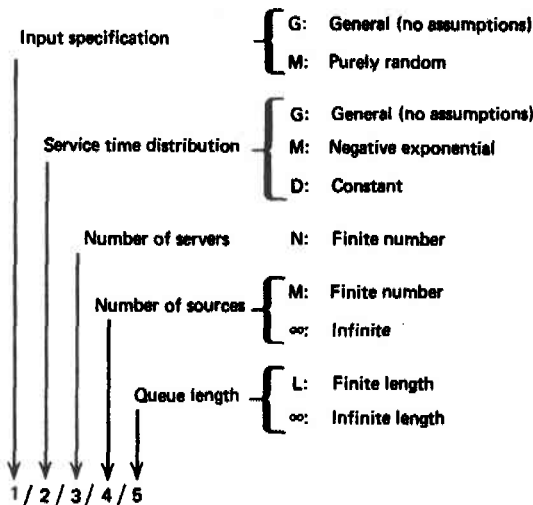 Input specification
G: General (no assumptions)
M: Purely random
Service time distribution
G: General (no assumptions)
M: Negative exponential
D: Constant
Number of servers
N: Finite number
Number of sources
M: Finite number
∞: Infinite
Queue length
L: Finite length
∞: Infinite length
1 / 2 / 3 / 4 / 5